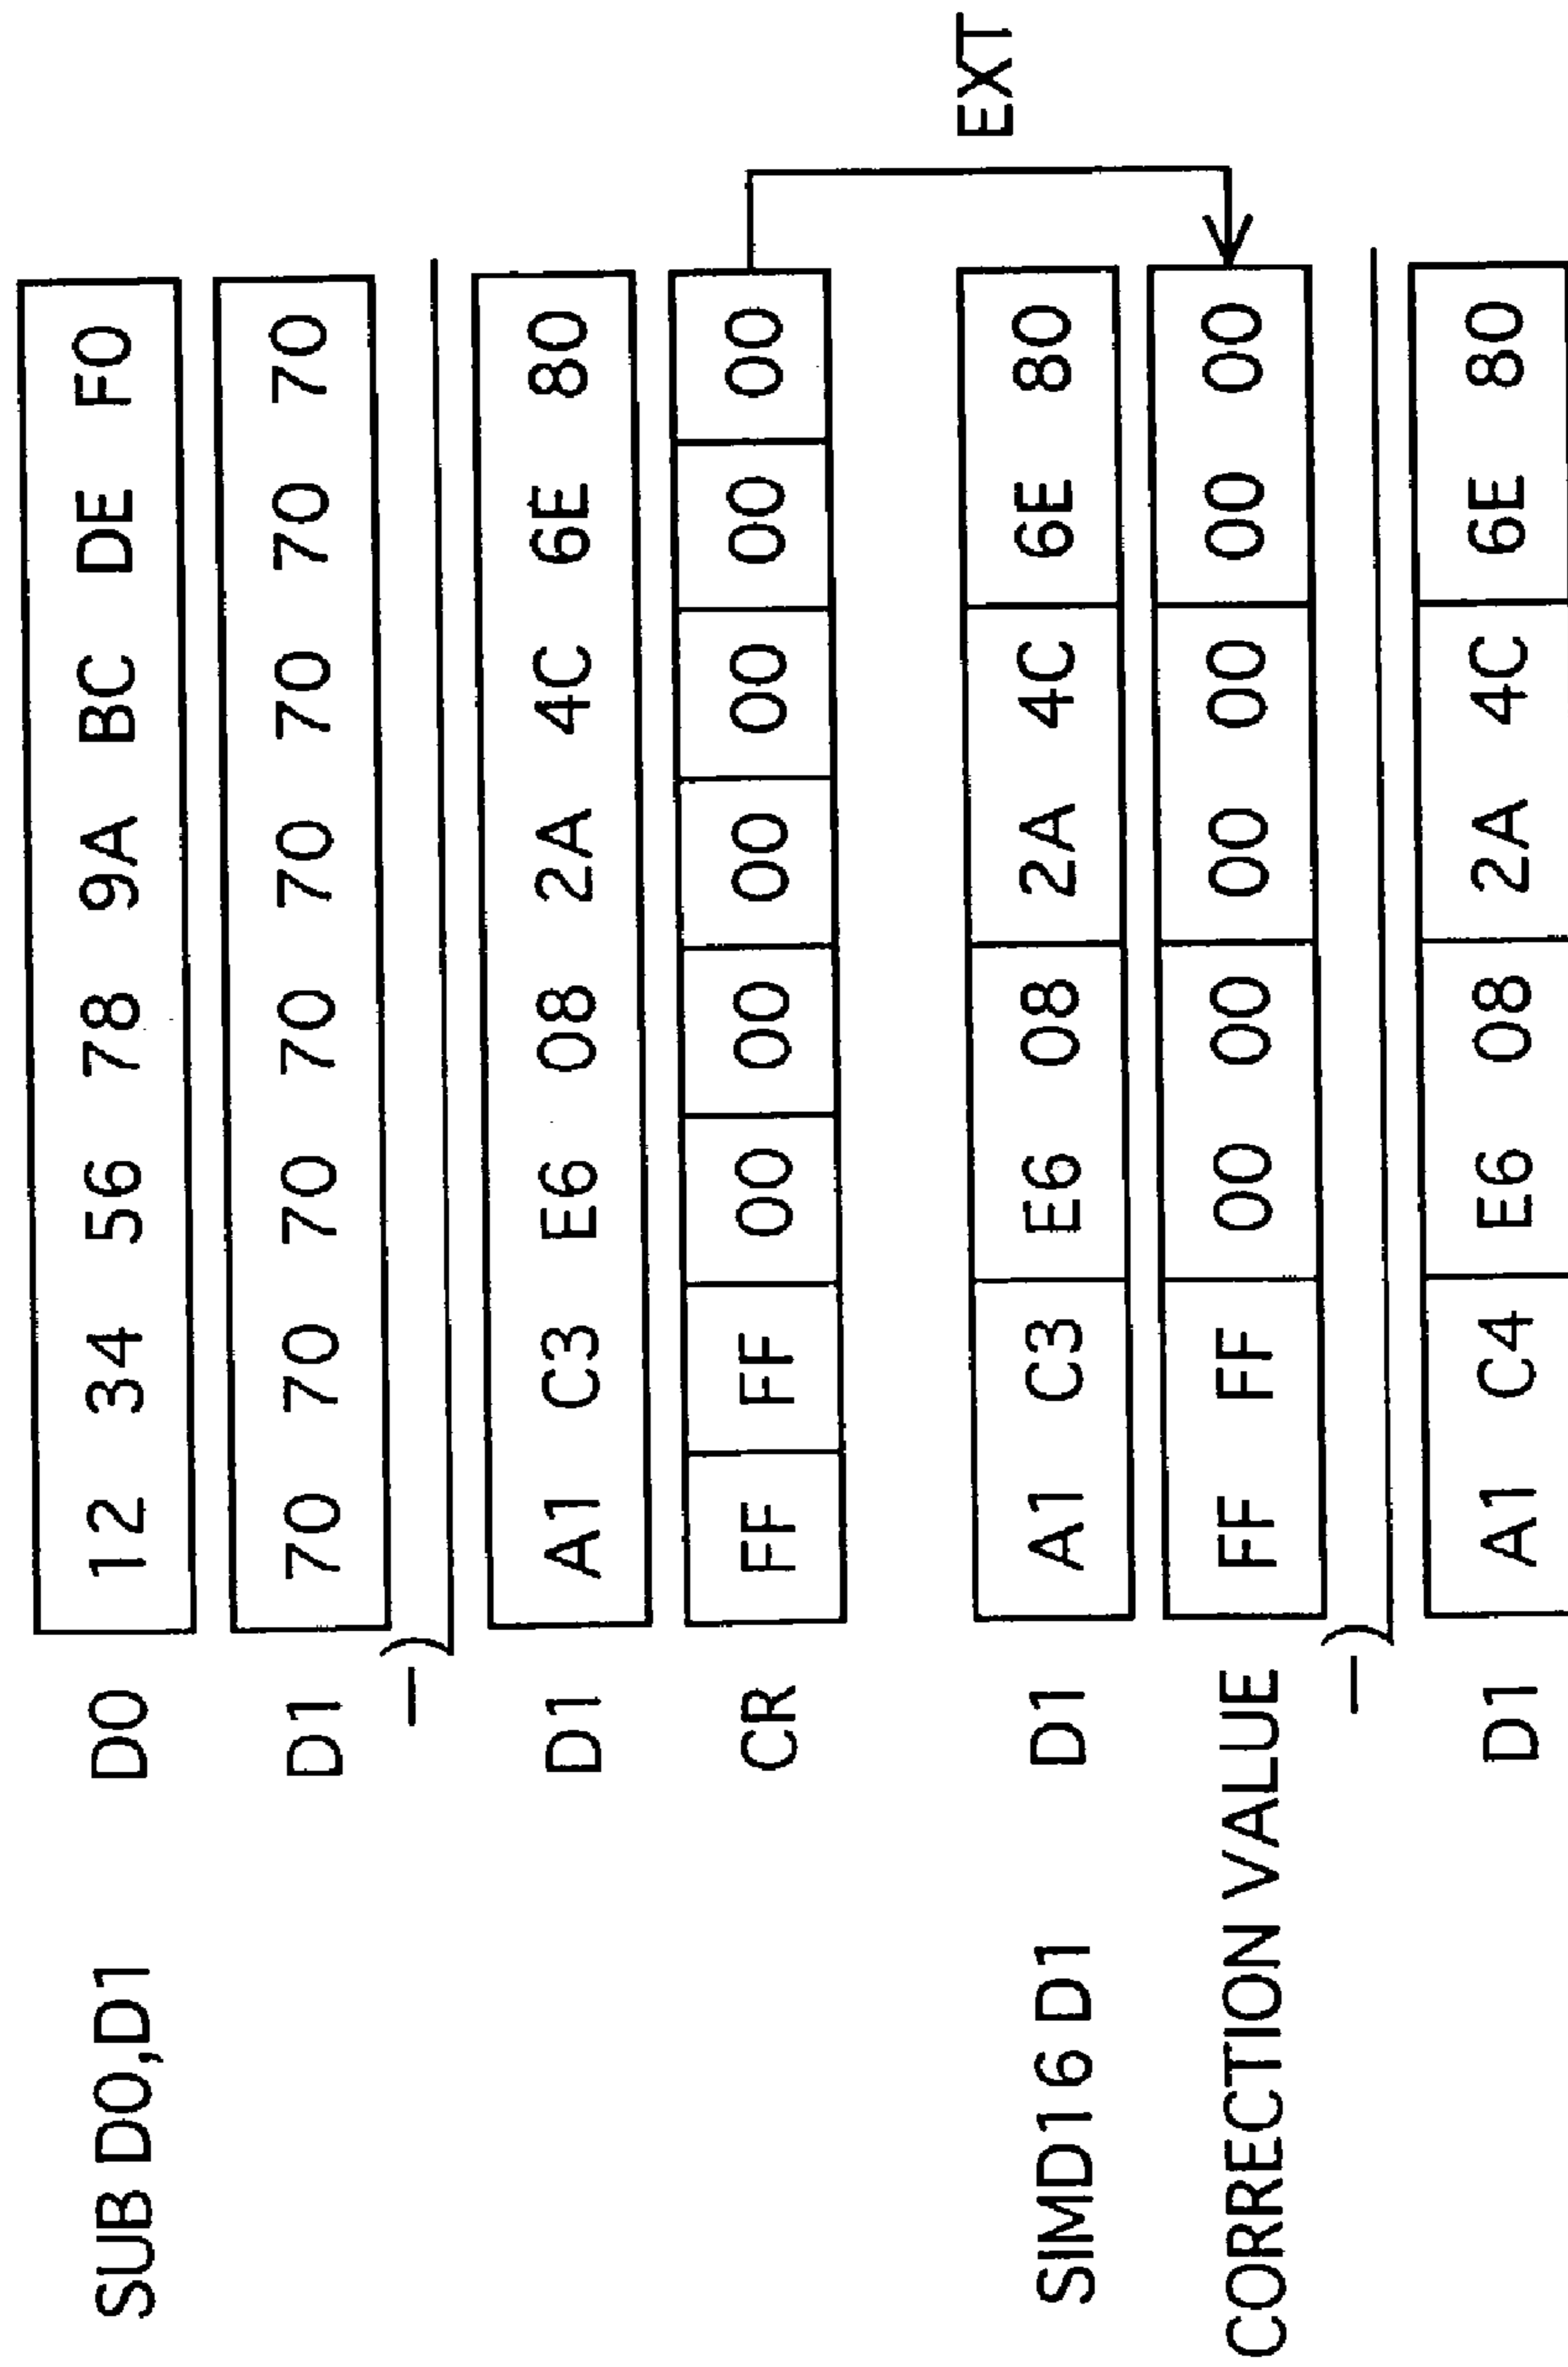 SUB D0,D1 D0 12 34 56 78 9A BC DE F0
D1 70 70 70 70 70 70 70 70
−)
D1 A1 C3 E6 08 2A 4C 6E 80
CR FF FF 00 00 00 00 00 00
EXT
SIMD16 D1 D1 A1 C3 E6 08 2A 4C 6E 80
CORRECTION VALUE FF FF 00 00 00 00 00 00
−)
D1 A1 C4 E6 08 2A 4C 6E 80